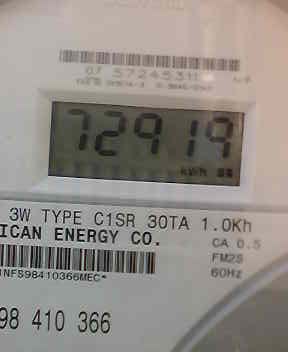 07 57245311
72919
kWh
3W TYPE C1SR 30TA 1.0Kh
ICAN ENERGY CO.
CA 0.5
FM2S
1NFS98410366MEC*
60Hz
98 410 366